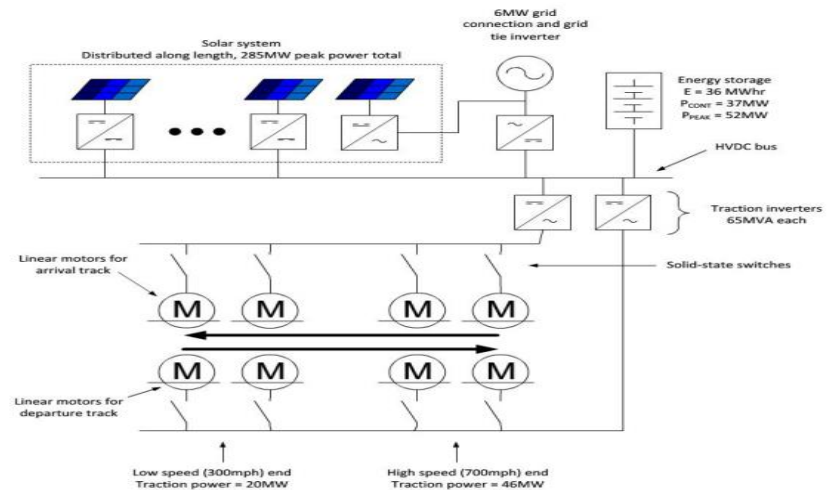 6MW grid
connection and grid
tie inverter
Solar system
Distributed along length, 285MW peak power total
Energy storage
E = 36 MWhr
PCONT = 37MW
PPEAK = 52MW
HVDC bus
Traction inverters
65MVA each
Linear motors for
arrival track
Solid-state switches
M M M M
M M M M
Linear motors for
departure track
Low speed (300mph) end
Traction power = 20MW
High speed (700mph) end
Traction power = 46MW